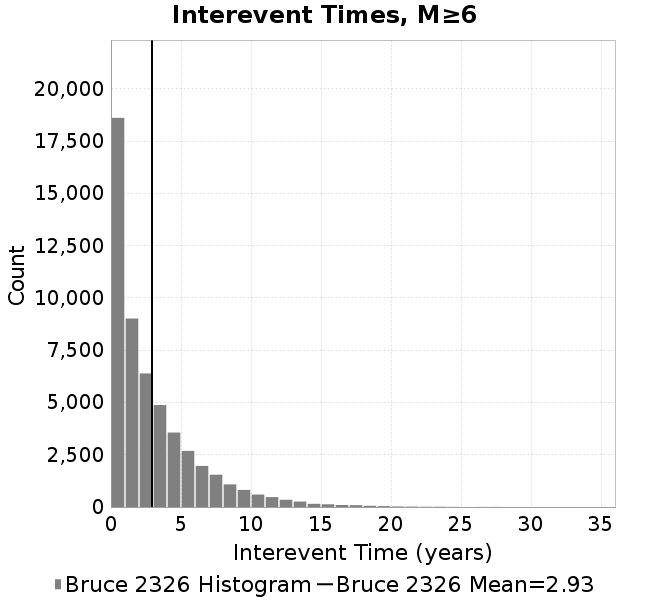 Interevent Times, M≥6
20,000
17,500
15,000
12,500
10,000
7,500
5,000
2,500
0
Count
0 5 10 15 20 25 30 35
Interevent Time (years)
Bruce 2326 Histogram Bruce 2326 Mean=2.93